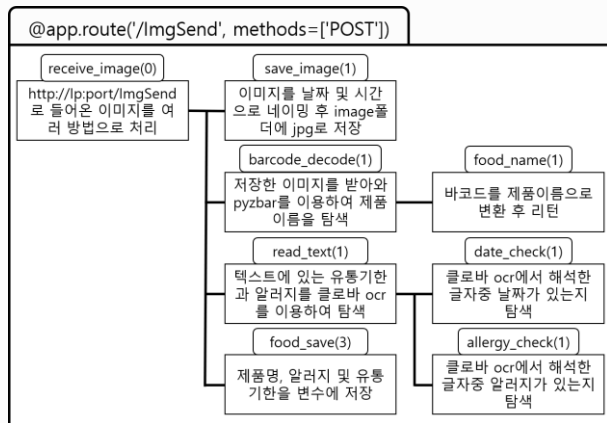 @app.route('/ImgSend', methods=['POST'])
receive_image(0)
http://Ip:port/ImgSend
로 들어온 이미지를 여
러 방법으로 처리
save_image(1)
이미지를 날짜 및 시간
으로 네이밍 후 image폴
더에 jpg로 저장
barcode_decode(1)
저장한 이미지를 받아와
pyzbar를 이용하여 제품
이름을 탐색
food_name(1)
바코드를 제품이름으로
변환 후 리턴
read_text(1)
텍스트에 있는 유통기한
과 알러지를 클로바 ocr
를 이용하여 탐색
date_check(1)
클로바 ocr에서 해석한
글자중 날짜가 있는지
탐색
food_save(3)
제품명, 알러지 및 유통
기한을 변수에 저장
allergy_check(1)
클로바 ocr에서 해석한
글자중 알러지가 있는지
탐색